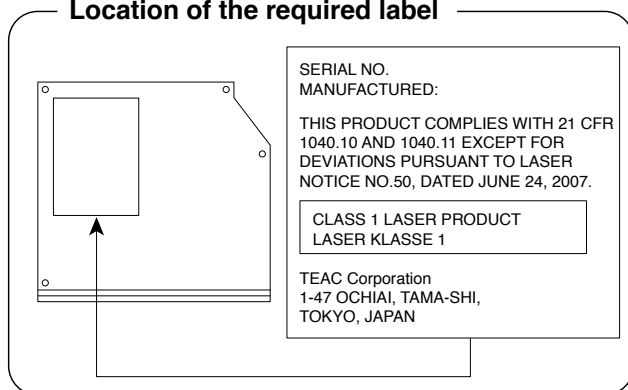 Location of the required label
SERIAL NO.
MANUFACTURED:
THIS PRODUCT COMPLIES WITH 21 CFR
1040.10 AND 1040.11 EXCEPT FOR
DEVIATIONS PURSUANT TO LASER
NOTICE NO.50, DATED JUNE 24, 2007.
CLASS 1 LASER PRODUCT
LASER KLASSE 1
TEAC Corporation
1-47 OCHIAI, TAMA-SHI,
TOKYO, JAPAN